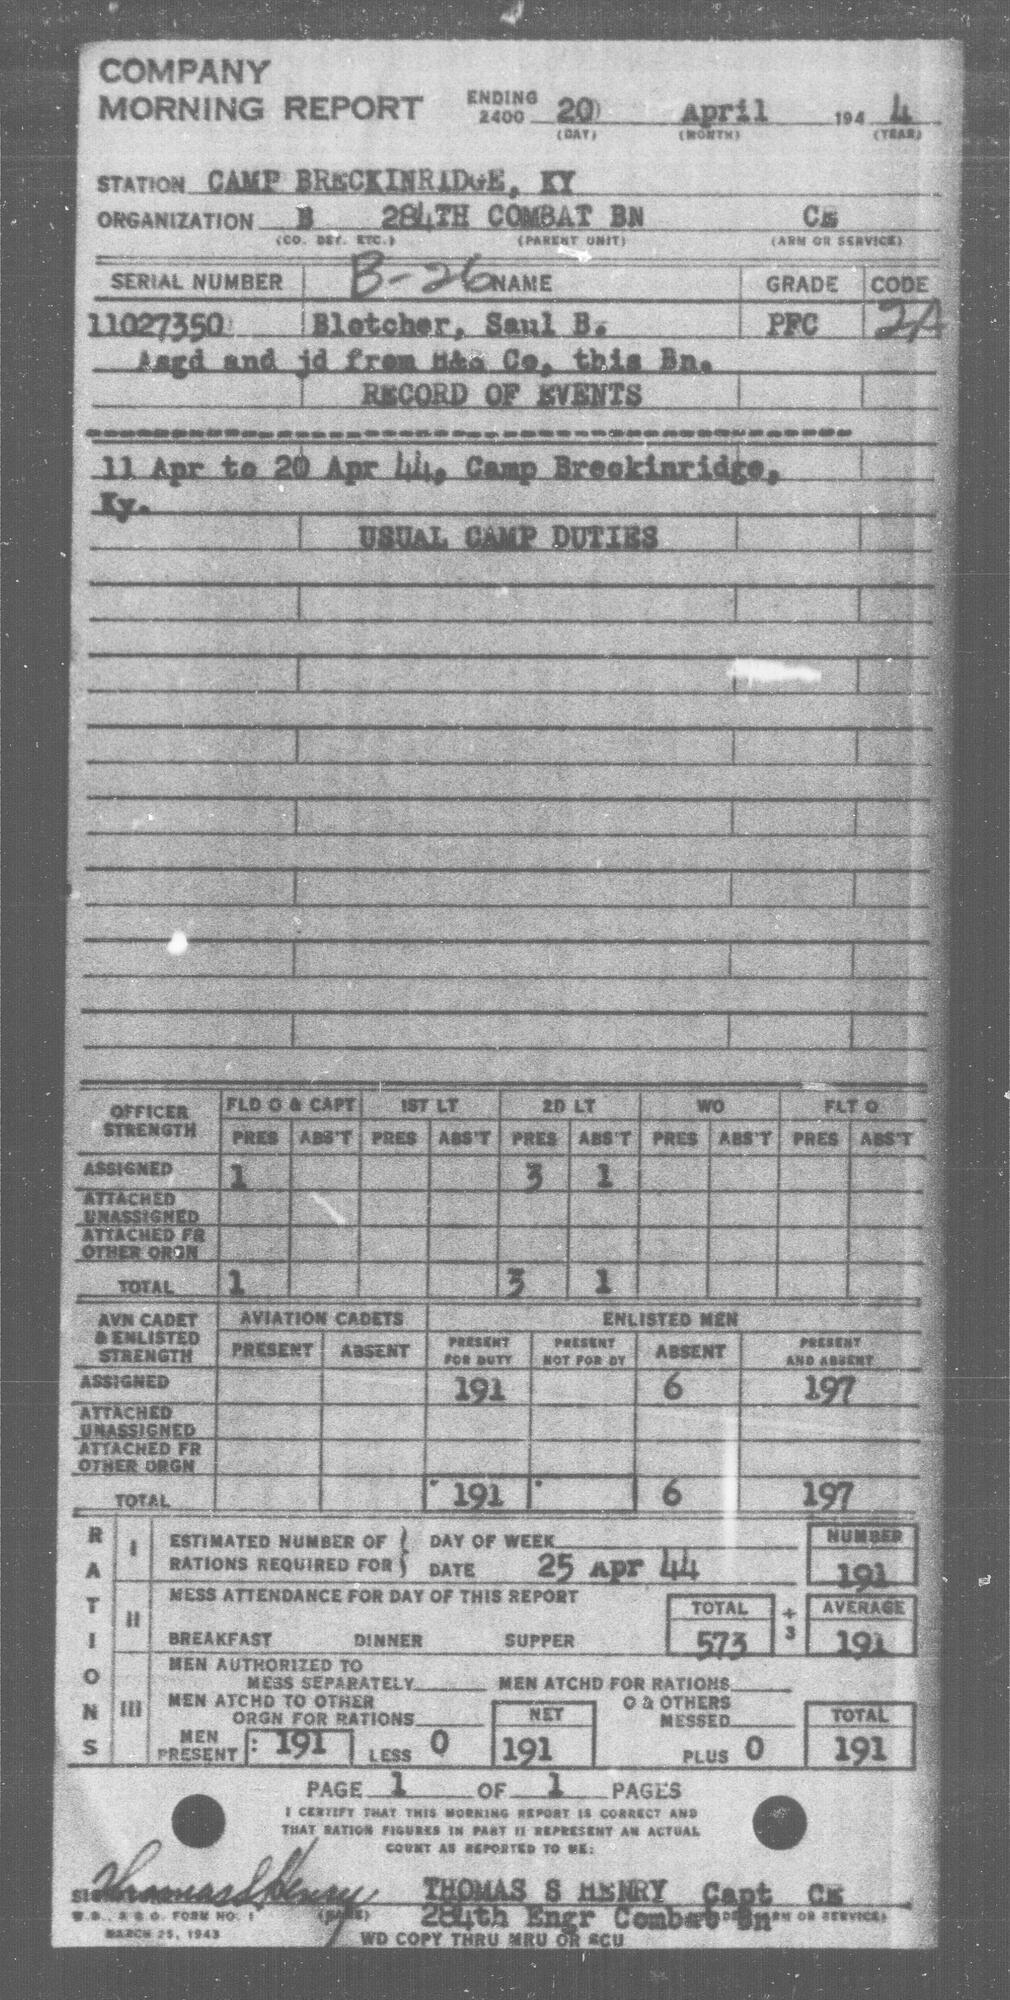 COMPANY
MORNING REPORT ENDING 2400 20 April 194 4
(DAY) (MONTH) (YEAR)
STATION CAMP BRECKINRIDGE, KY
ORGANIZATION B 284TH COMBAT BN CE
(CO. DET. ETC.) (PARENT UNIT) (ARM OR SERVICE)
B-26
SERIAL NUMBER NAME GRADE CODE
11027350 Bletcher, Saul B. PFC 2A
Asgd and jd from H&S Co, this Bn.
RECORD OF EVENTS
11 Apr to 20 Apr 44, Camp Breckinridge,
Ky.
USUAL CAMP DUTIES
OFFICER STRENGTH FLD O & CAPT 1ST LT 2D LT WO FLT O
PRES ABS'T PRES ABS'T PRES ABS'T PRES ABS'T PRES ABS'T
ASSIGNED 1 3 1
ATTACHED UNASSIGNED
ATTACHED FR OTHER ORGN
TOTAL 1 3 1
AVN CADET & ENLISTED STRENGTH AVIATION CADETS ENLISTED MEN
PRESENT ABSENT PRESENT FOR DUTY PRESENT NOT FOR DY ABSENT PRESENT AND ABSENT
ASSIGNED 191 6 197
ATTACHED UNASSIGNED
ATTACHED FR OTHER ORGN
TOTAL 191 6 197
RATIONS
I ESTIMATED NUMBER OF RATIONS REQUIRED FOR DAY OF WEEK NUMBER
DATE 25 Apr 44 191
II MESS ATTENDANCE FOR DAY OF THIS REPORT TOTAL ÷ 3 AVERAGE
BREAKFAST DINNER SUPPER 573 191
III MEN AUTHORIZED TO MESS SEPARATELY MEN ATCHD FOR RATIONS
MEN ATCHD TO OTHER ORGN FOR RATIONS NET O & OTHERS MESSED TOTAL
MEN PRESENT : 191 LESS 0 191 PLUS 0 191
PAGE 1 OF 1 PAGES
I CERTIFY THAT THIS MORNING REPORT IS CORRECT AND
THAT RATION FIGURES IN PART II REPRESENT AN ACTUAL
COUNT AS REPORTED TO ME:
Thomas S Henry THOMAS S HENRY Capt CE
SIGNATURE
W.D., A.G.O. FORM NO. 1 (NAME) 284th Engr Combat Bn OR SERVICE)
MARCH 25, 1943
WD COPY THRU MRU OR SCU